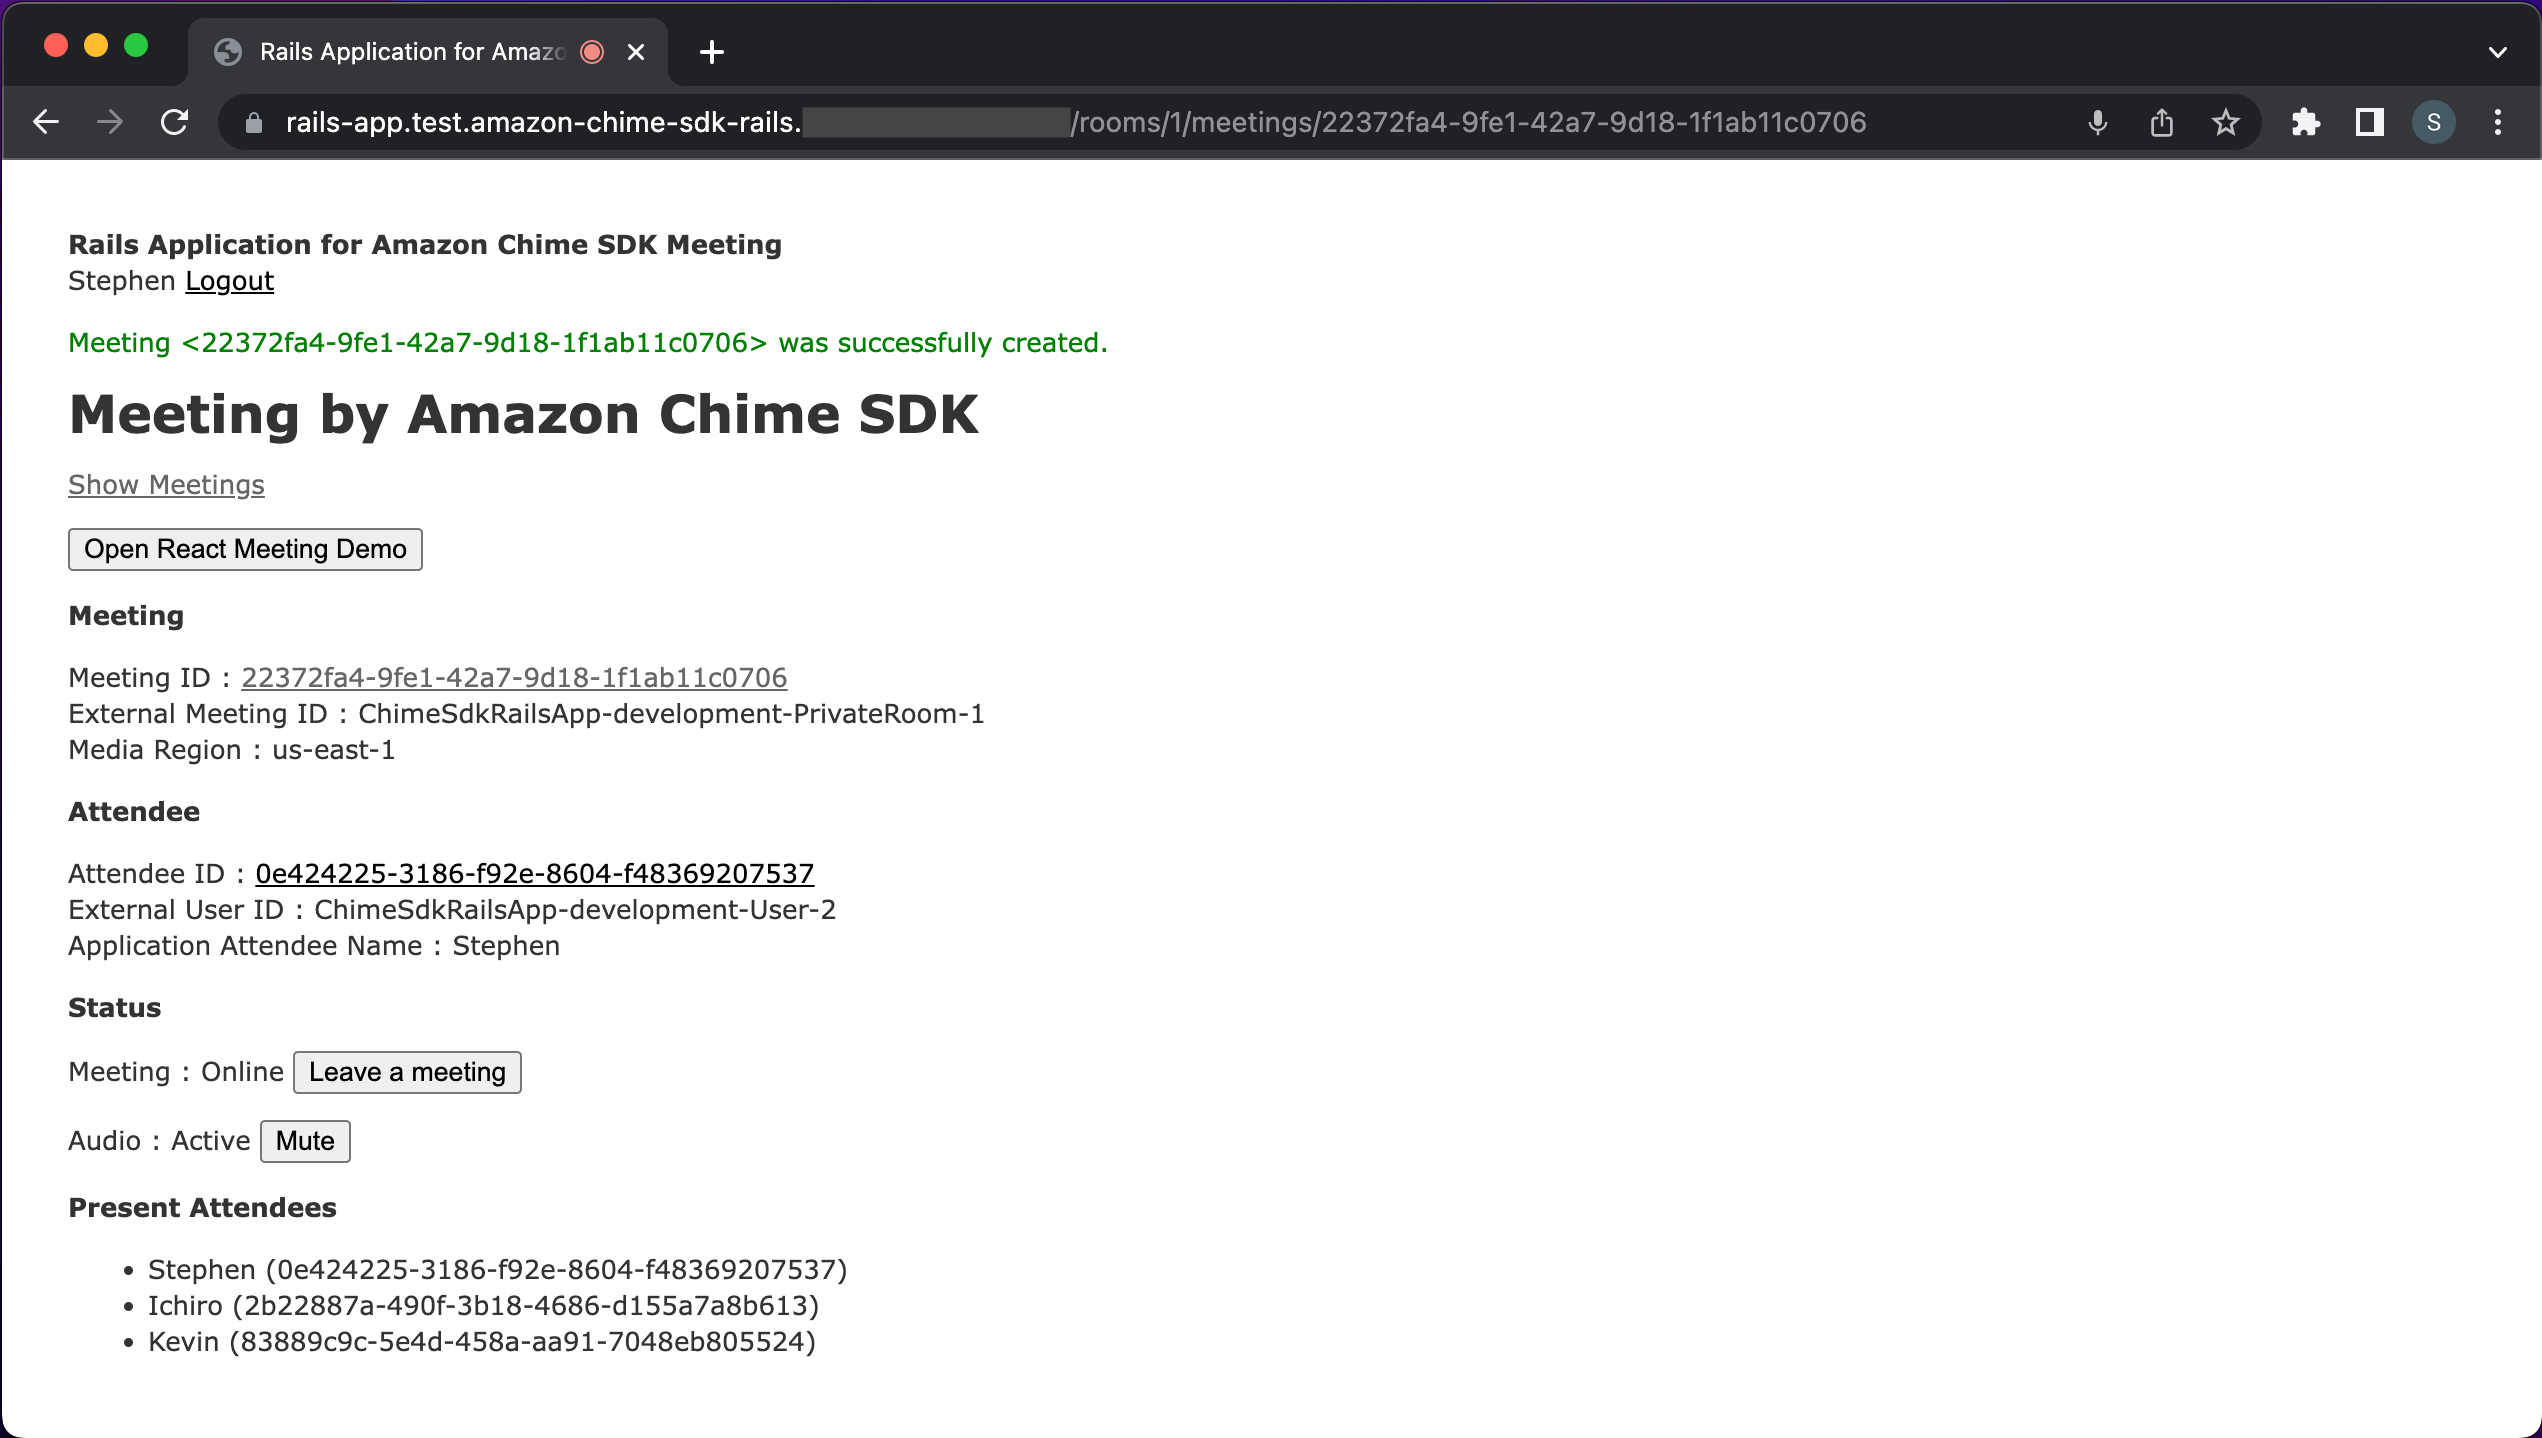 Rails Application for Amazo
rails-app.test.amazon-chime-sdk-rails. /rooms/1/meetings/22372fa4-9fe1-42a7-9d18-1f1ab11c0706
S
Rails Application for Amazon Chime SDK Meeting
Stephen Logout
Meeting <22372fa4-9fe1-42a7-9d18-1f1ab11c0706> was successfully created.
Meeting by Amazon Chime SDK
Show Meetings
Open React Meeting Demo
Meeting
Meeting ID : 22372fa4-9fe1-42a7-9d18-1f1ab11c0706
External Meeting ID : ChimeSdkRailsApp-development-PrivateRoom-1
Media Region : us-east-1
Attendee
Attendee ID : 0e424225-3186-f92e-8604-f48369207537
External User ID : ChimeSdkRailsApp-development-User-2
Application Attendee Name : Stephen
Status
Meeting : Online Leave a meeting
Audio : Active Mute
Present Attendees
• Stephen (0e424225-3186-f92e-8604-f48369207537)
• Ichiro (2b22887a-490f-3b18-4686-d155a7a8b613)
• Kevin (83889c9c-5e4d-458a-aa91-7048eb805524)